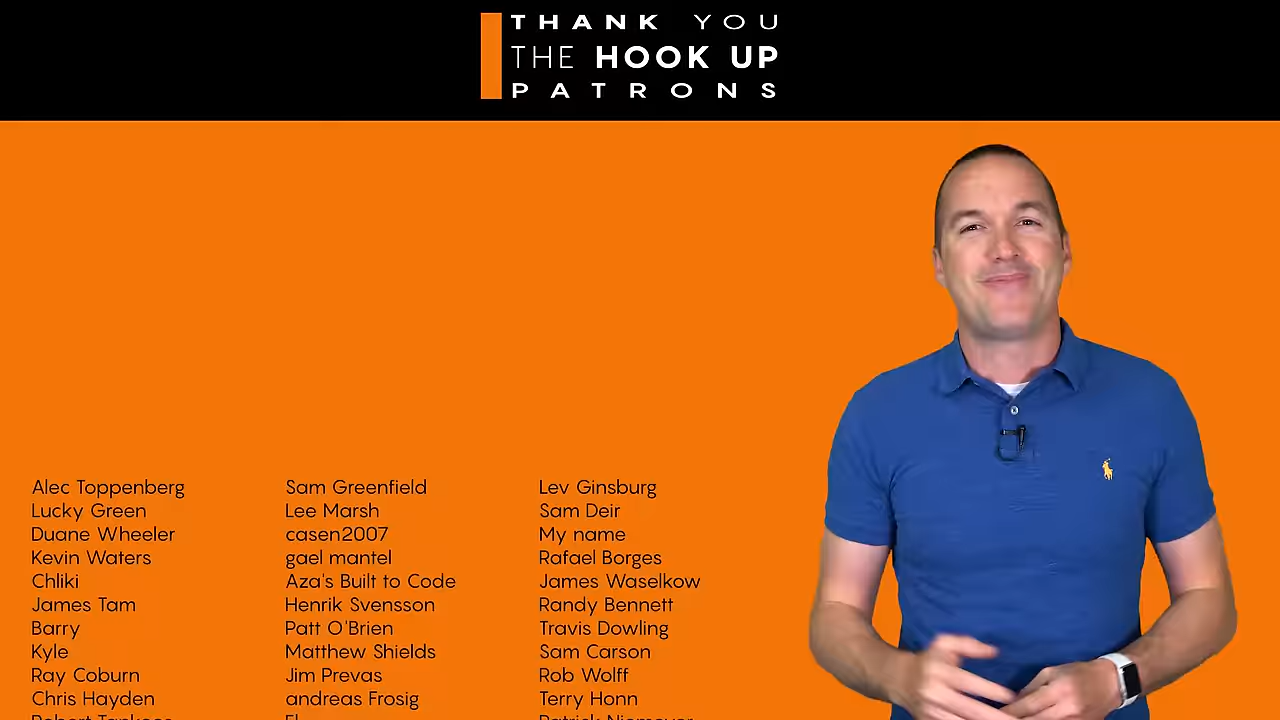 THANK YOU
THE HOOK UP
PATRONS
Alec Toppenberg
Lucky Green
Duane Wheeler
Kevin Waters
Chliki
James Tam
Barry
Kyle
Ray Coburn
Chris Hayden
Sam Greenfield
Lee Marsh
casen2007
gael mantel
Aza's Built to Code
Henrik Svensson
Patt O'Brien
Matthew Shields
Jim Prevas
andreas Frosig
Lev Ginsburg
Sam Deir
My name
Rafael Borges
James Waselkow
Randy Bennett
Travis Dowling
Sam Carson
Rob Wolff
Terry Honn